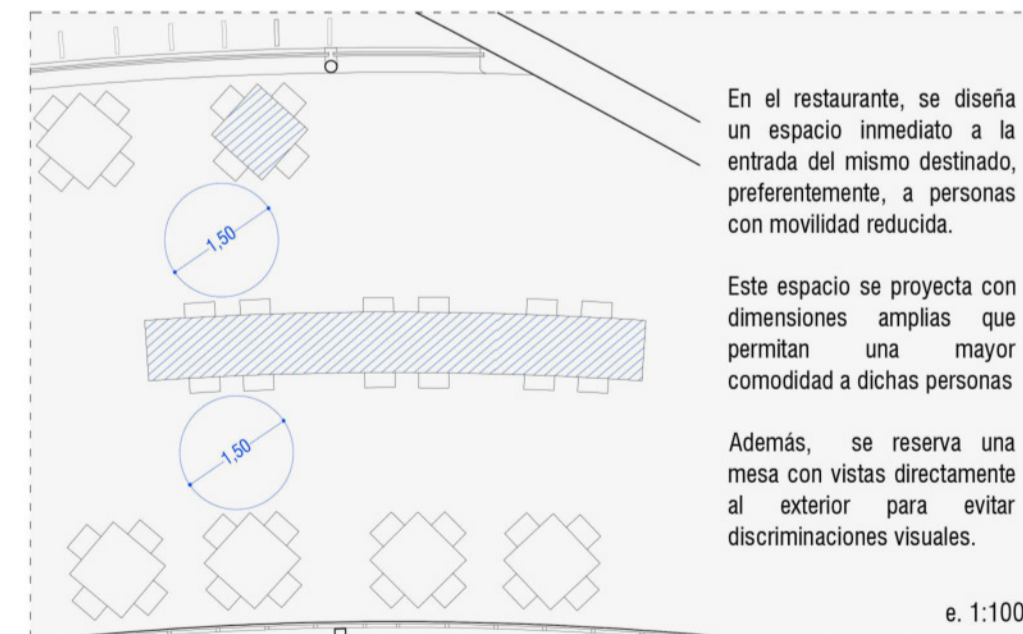 En el restaurante, se diseña
un espacio inmediato a la
entrada del mismo destinado,
preferentemente, a personas
con movilidad reducida.
1,50
Este espacio se proyecta con
dimensiones amplias que
permitan una mayor
comodidad a dichas personas
1,50
Además, se reserva una
mesa con vistas directamente
al exterior para evitar
discriminaciones visuales.
e. 1:100